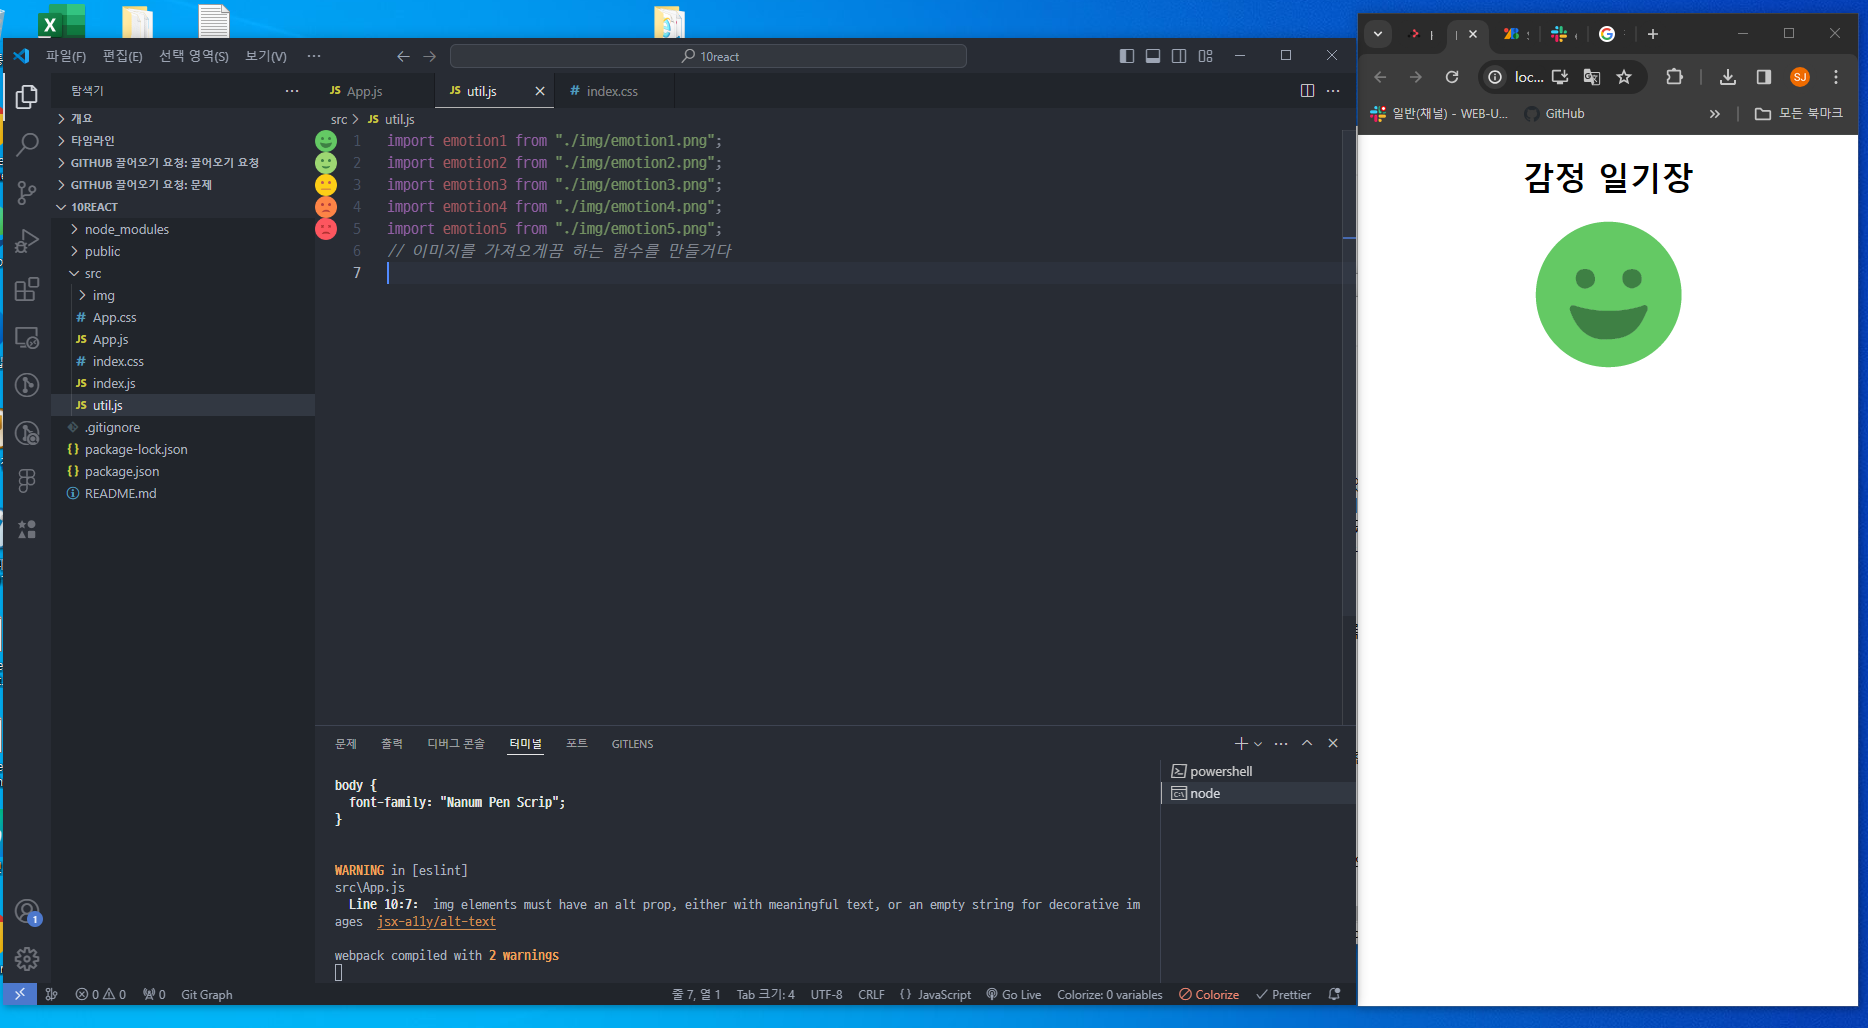 파일(F) 편집(E) 선택 영역(S) 보기(V) ···
10react
탐색기 ···
개요
타임라인
GITHUB 끌어오기 요청: 끌어오기 요청
GITHUB 끌어오기 요청: 문제
10REACT
node_modules
public
src
img
# App.css
JS App.js
# index.css
JS index.js
JS util.js
.gitignore
{} package-lock.json
{} package.json
README.md
JS App.js
JS util.js
# index.css
src > JS util.js
1 import emotion1 from "./img/emotion1.png";
2 import emotion2 from "./img/emotion2.png";
3 import emotion3 from "./img/emotion3.png";
4 import emotion4 from "./img/emotion4.png";
5 import emotion5 from "./img/emotion5.png";
6 // 이미지를 가져오게끔 하는 함수를 만들거다
7
문제 출력 디버그 콘솔 터미널 포트 GITLENS
body {
font-family: "Nanum Pen Scrip";
}
WARNING in [eslint]
src\App.js
Line 10:7: img elements must have an alt prop, either with meaningful text, or an empty string for decorative im
ages jsx-a11y/alt-text
webpack compiled with 2 warnings
powershell
node
1
0 0 0 Git Graph
줄 7, 열 1 Tab 크기: 4 UTF-8 CRLF {} JavaScript Go Live Colorize: 0 variables Colorize Prettier
loc...
SJ
일반(채널) - WEB-U... GitHub » 모든 북마크
감정 일기장